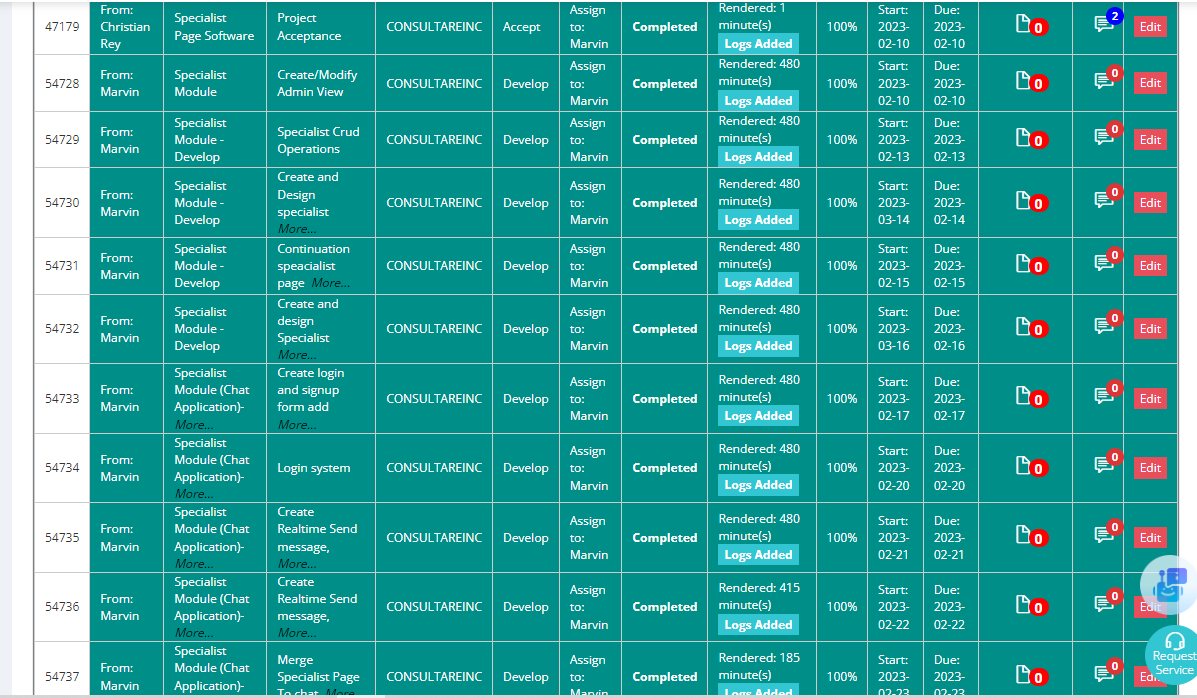 47179
From:
Christian
Rey
Specialist
Page Software
Project
Acceptance
CONSULTAREINC
Accept
Assign
to:
Marvin
Completed
Rendered: 1
minute(s)
Logs Added
100%
Start:
2023-
02-10
Due:
2023-
02-10
0
2
Edit
54728
From:
Marvin
Specialist
Module
Create/Modify
Admin View
CONSULTAREINC
Develop
Assign
to:
Marvin
Completed
Rendered: 480
minute(s)
Logs Added
100%
Start:
2023-
02-10
Due:
2023-
02-10
0
0
Edit
54729
From:
Marvin
Specialist
Module -
Develop
Specialist Crud
Operations
CONSULTAREINC
Develop
Assign
to:
Marvin
Completed
Rendered: 480
minute(s)
Logs Added
100%
Start:
2023-
02-13
Due:
2023-
02-13
0
0
Edit
54730
From:
Marvin
Specialist
Module -
Develop
Create and
Design
specialist
More...
CONSULTAREINC
Develop
Assign
to:
Marvin
Completed
Rendered: 480
minute(s)
Logs Added
100%
Start:
2023-
03-14
Due:
2023-
02-14
0
0
Edit
54731
From:
Marvin
Specialist
Module -
Develop
Continuation
speacialist
page More...
CONSULTAREINC
Develop
Assign
to:
Marvin
Completed
Rendered: 480
minute(s)
Logs Added
100%
Start:
2023-
02-15
Due:
2023-
02-15
0
0
Edit
54732
From:
Marvin
Specialist
Module -
Develop
Create and
design
Specialist
More...
CONSULTAREINC
Develop
Assign
to:
Marvin
Completed
Rendered: 480
minute(s)
Logs Added
100%
Start:
2023-
03-16
Due:
2023-
02-16
0
0
Edit
54733
From:
Marvin
Specialist
Module (Chat
Application)-
More...
Create login
and signup
form add
More...
CONSULTAREINC
Develop
Assign
to:
Marvin
Completed
Rendered: 480
minute(s)
Logs Added
100%
Start:
2023-
02-17
Due:
2023-
02-17
0
0
Edit
54734
From:
Marvin
Specialist
Module (Chat
Application)-
More...
Login system
CONSULTAREINC
Develop
Assign
to:
Marvin
Completed
Rendered: 480
minute(s)
Logs Added
100%
Start:
2023-
02-20
Due:
2023-
02-20
0
0
Edit
54735
From:
Marvin
Specialist
Module (Chat
Application)-
More...
Create
Realtime Send
message,
More...
CONSULTAREINC
Develop
Assign
to:
Marvin
Completed
Rendered: 480
minute(s)
Logs Added
100%
Start:
2023-
02-21
Due:
2023-
02-21
0
0
Edit
54736
From:
Marvin
Specialist
Module (Chat
Application)-
More...
Create
Realtime Send
message,
More...
CONSULTAREINC
Develop
Assign
to:
Marvin
Completed
Rendered: 415
minute(s)
Logs Added
100%
Start:
2023-
02-22
Due:
2023-
02-22
0
0
Edit
54737
From:
Marvin
Specialist
Module (Chat
Application)-
Merge
Specialist Page
To chat More...
CONSULTAREINC
Develop
Assign
to:
Marvin
Completed
Rendered: 185
minute(s)
Logs Added
100%
Start:
2023-
02-23
Due:
2023-
02-23
0
0
Request
Service